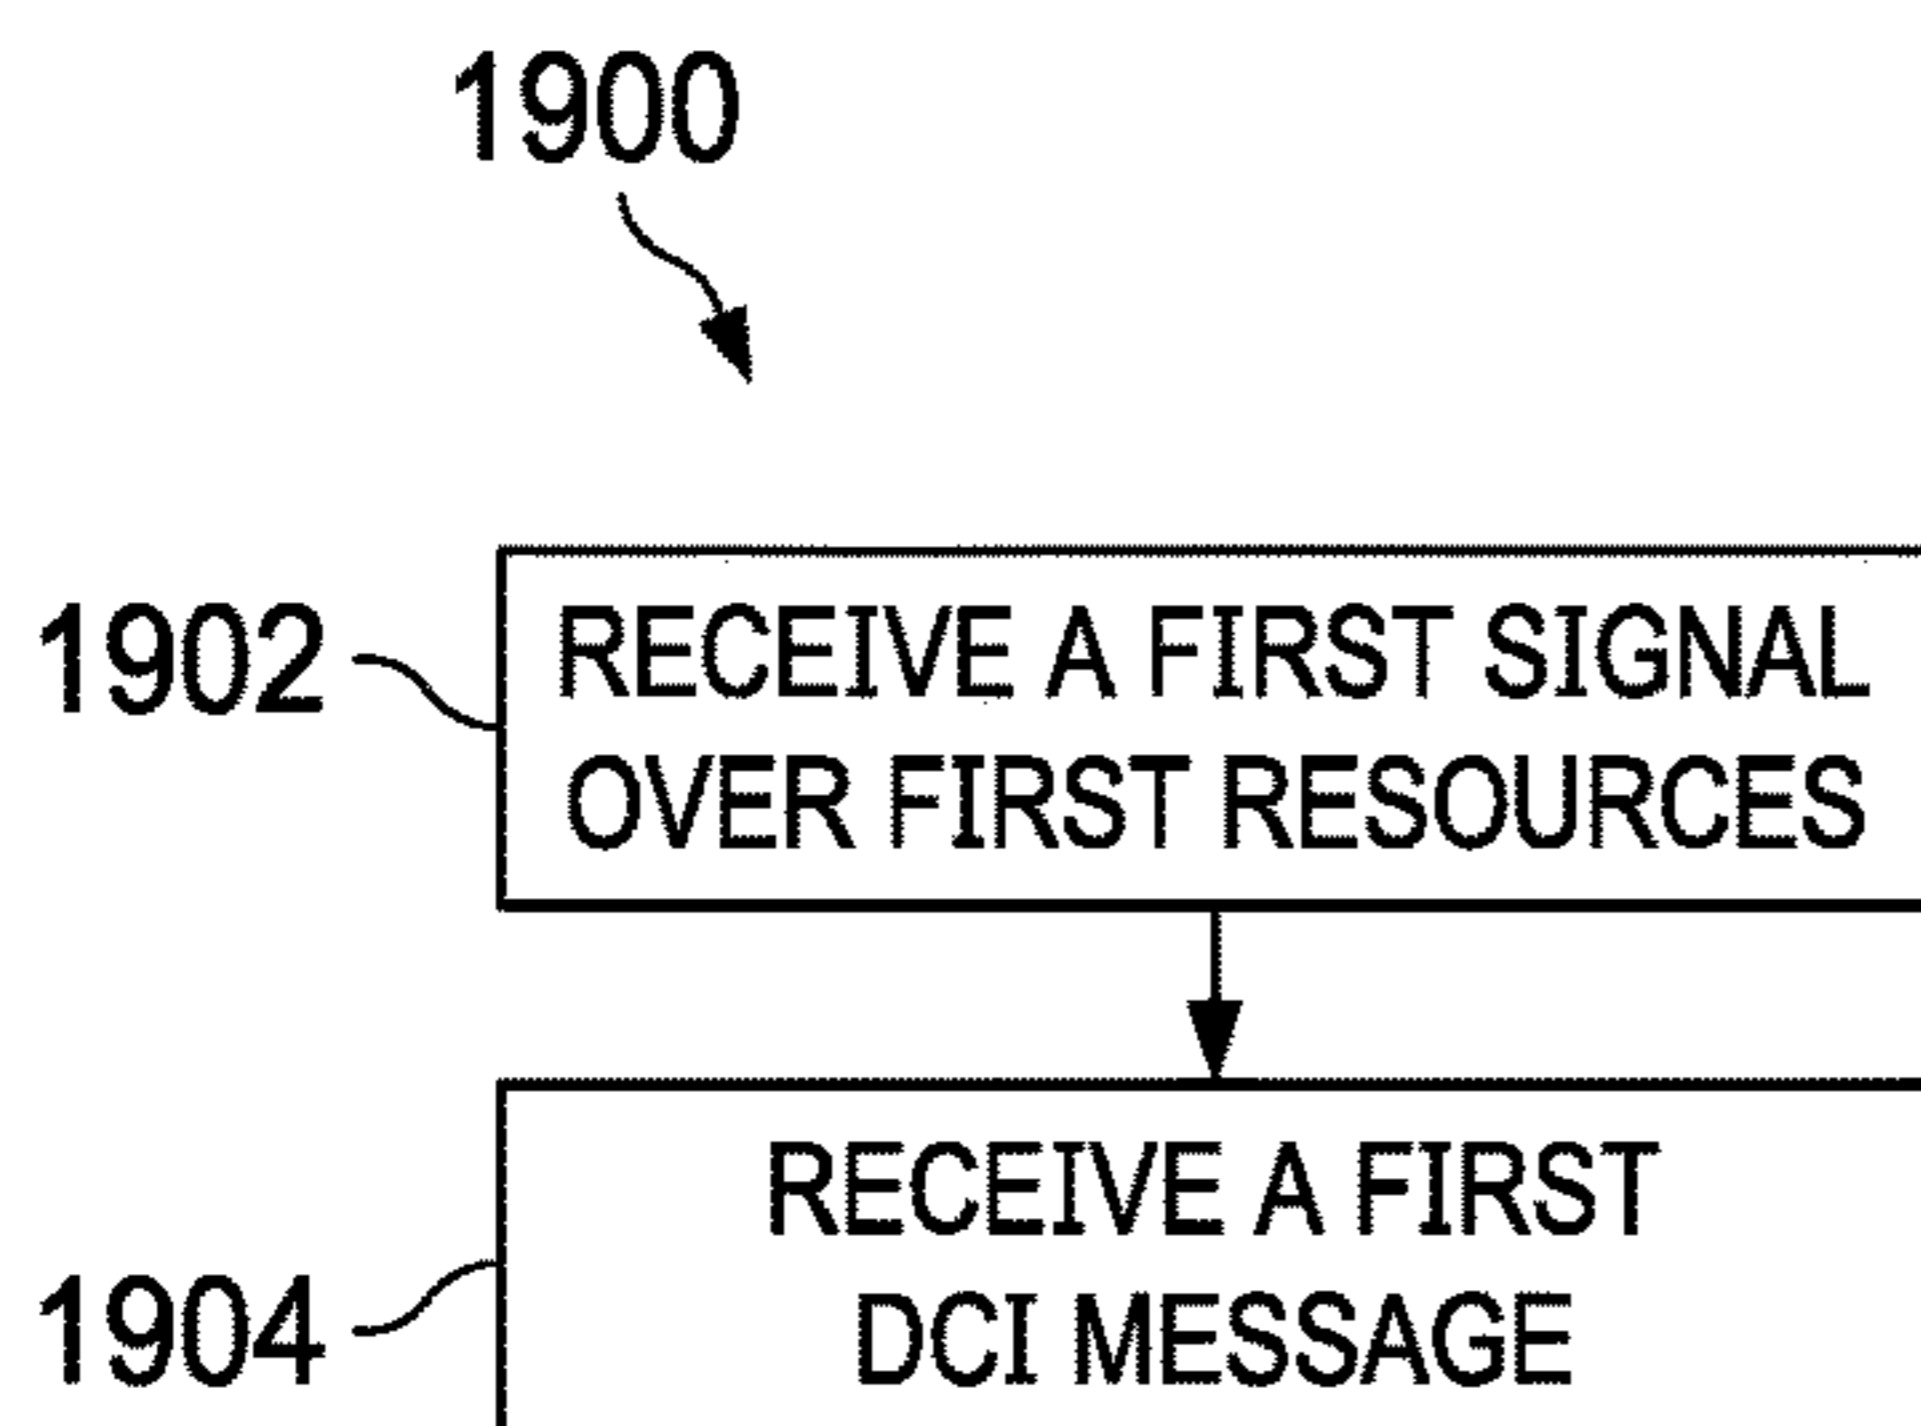 1900
1902
RECEIVE A FIRST SIGNAL
OVER FIRST RESOURCES
1904
RECEIVE A FIRST
DCI MESSAGE